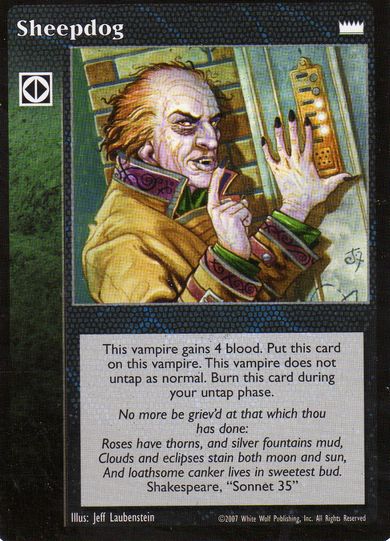 Sheepdog
This vampire gains 4 blood. Put this card
on this vampire. This vampire does not
untap as normal. Burn this card during
your untap phase.
No more be griev'd at that which thou
has done:
Roses have thorns, and silver fountains mud,
Clouds and eclipses stain both moon and sun,
And loathsome canker lives in sweetest bud.
Shakespeare, "Sonnet 35"
Illus: Jeff Laubenstein
©2007 White Wolf Publishing, Inc. All Rights Reserved